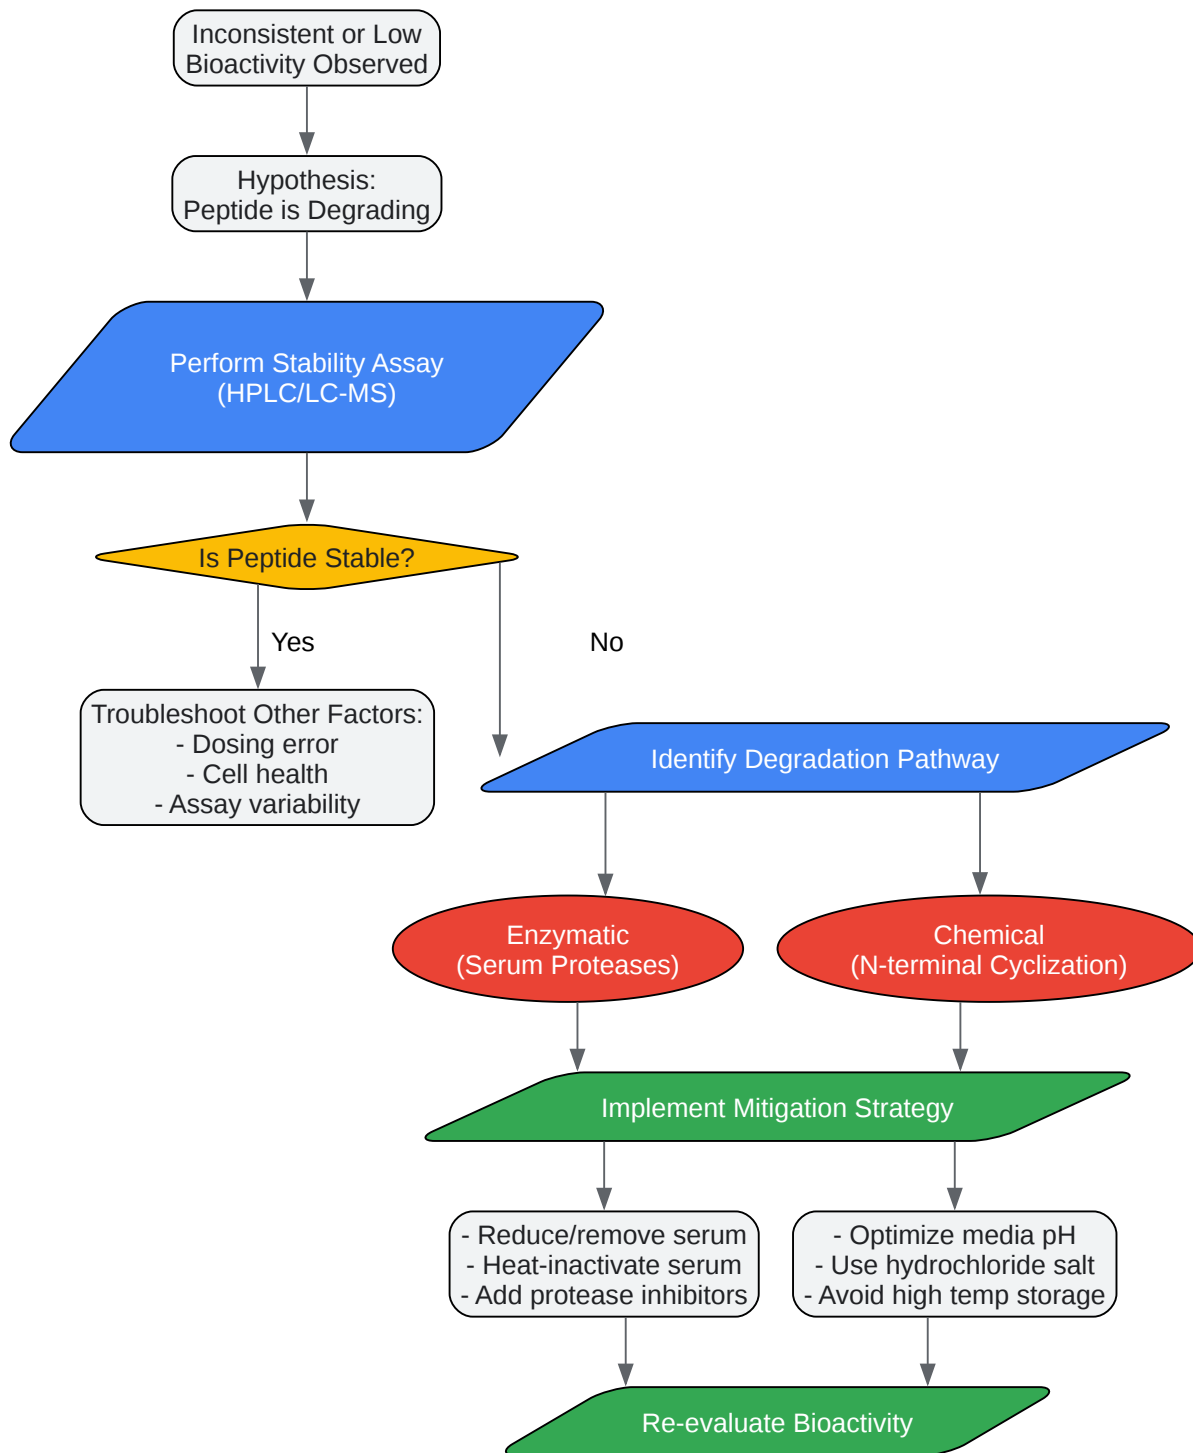 Inconsistent or Low
Bioactivity Observed
Hypothesis:
Peptide is Degrading
Perform Stability Assay
(HPLC/LC-MS)
Is Peptide Stable?
Yes
No
Troubleshoot Other Factors:
- Dosing error
- Cell health
- Assay variability
Identify Degradation Pathway
Enzymatic
(Serum Proteases)
Chemical
(N-terminal Cyclization)
Implement Mitigation Strategy
- Reduce/remove serum
- Heat-inactivate serum
- Add protease inhibitors
- Optimize media pH
- Use hydrochloride salt
- Avoid high temp storage
Re-evaluate Bioactivity